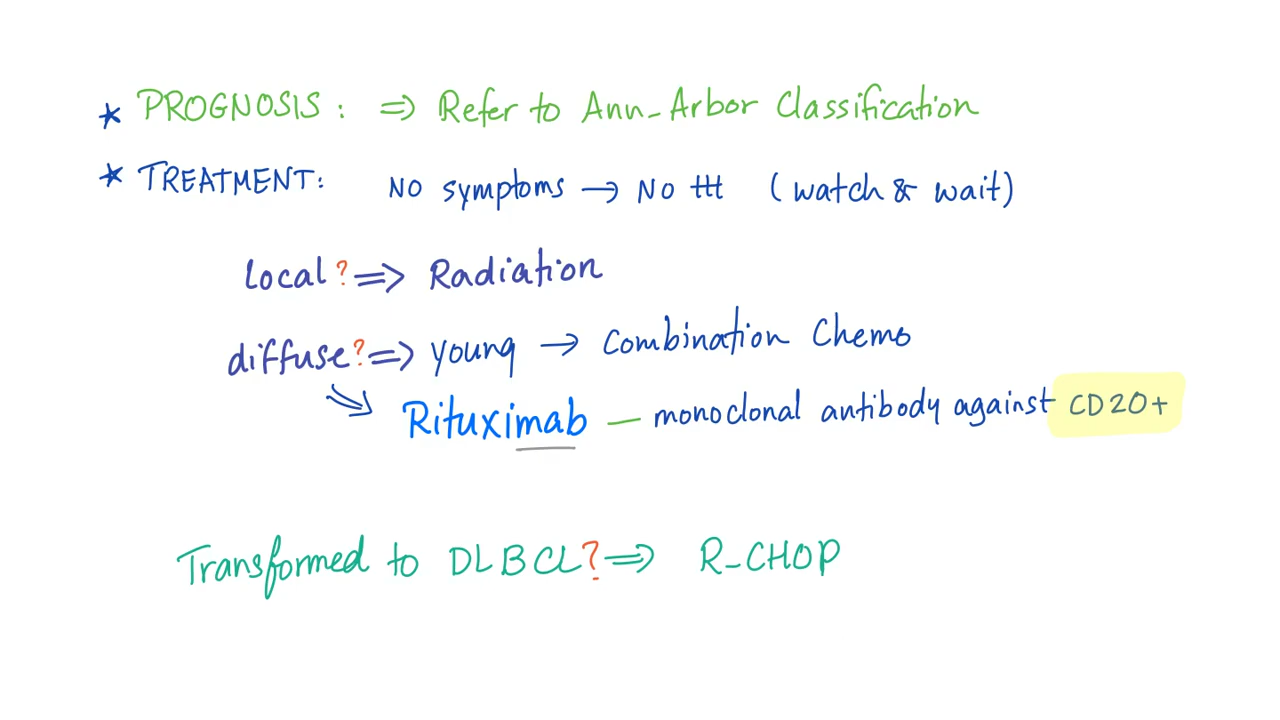 * PROGNOSIS: => Refer to Ann-Arbor Classification
* TREATMENT: NO symptoms → NO ttt (watch & wait)
local? => Radiation
diffuse? => young → Combination Chemo
=> Rituximab — monoclonal antibody against CD20+
Transformed to DLBCL? => R-CHOP